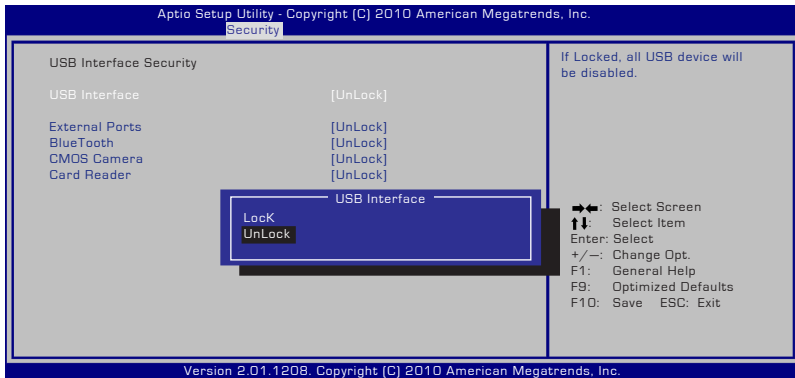 Aptio Setup Utility - Copyright (C) 2010 American Megatrends, Inc.
Security
USB Interface Security
USB Interface [UnLock]
External Ports [UnLock]
BlueTooth [UnLock]
CMOS Camera [UnLock]
Card Reader [UnLock]
USB Interface
LocK
UnLock
If Locked, all USB device will
be disabled.
→←: Select Screen
↑↓: Select Item
Enter: Select
+/—: Change Opt.
F1: General Help
F9: Optimized Defaults
F10: Save ESC: Exit
Version 2.01.1208. Copyright (C) 2010 American Megatrends, Inc.